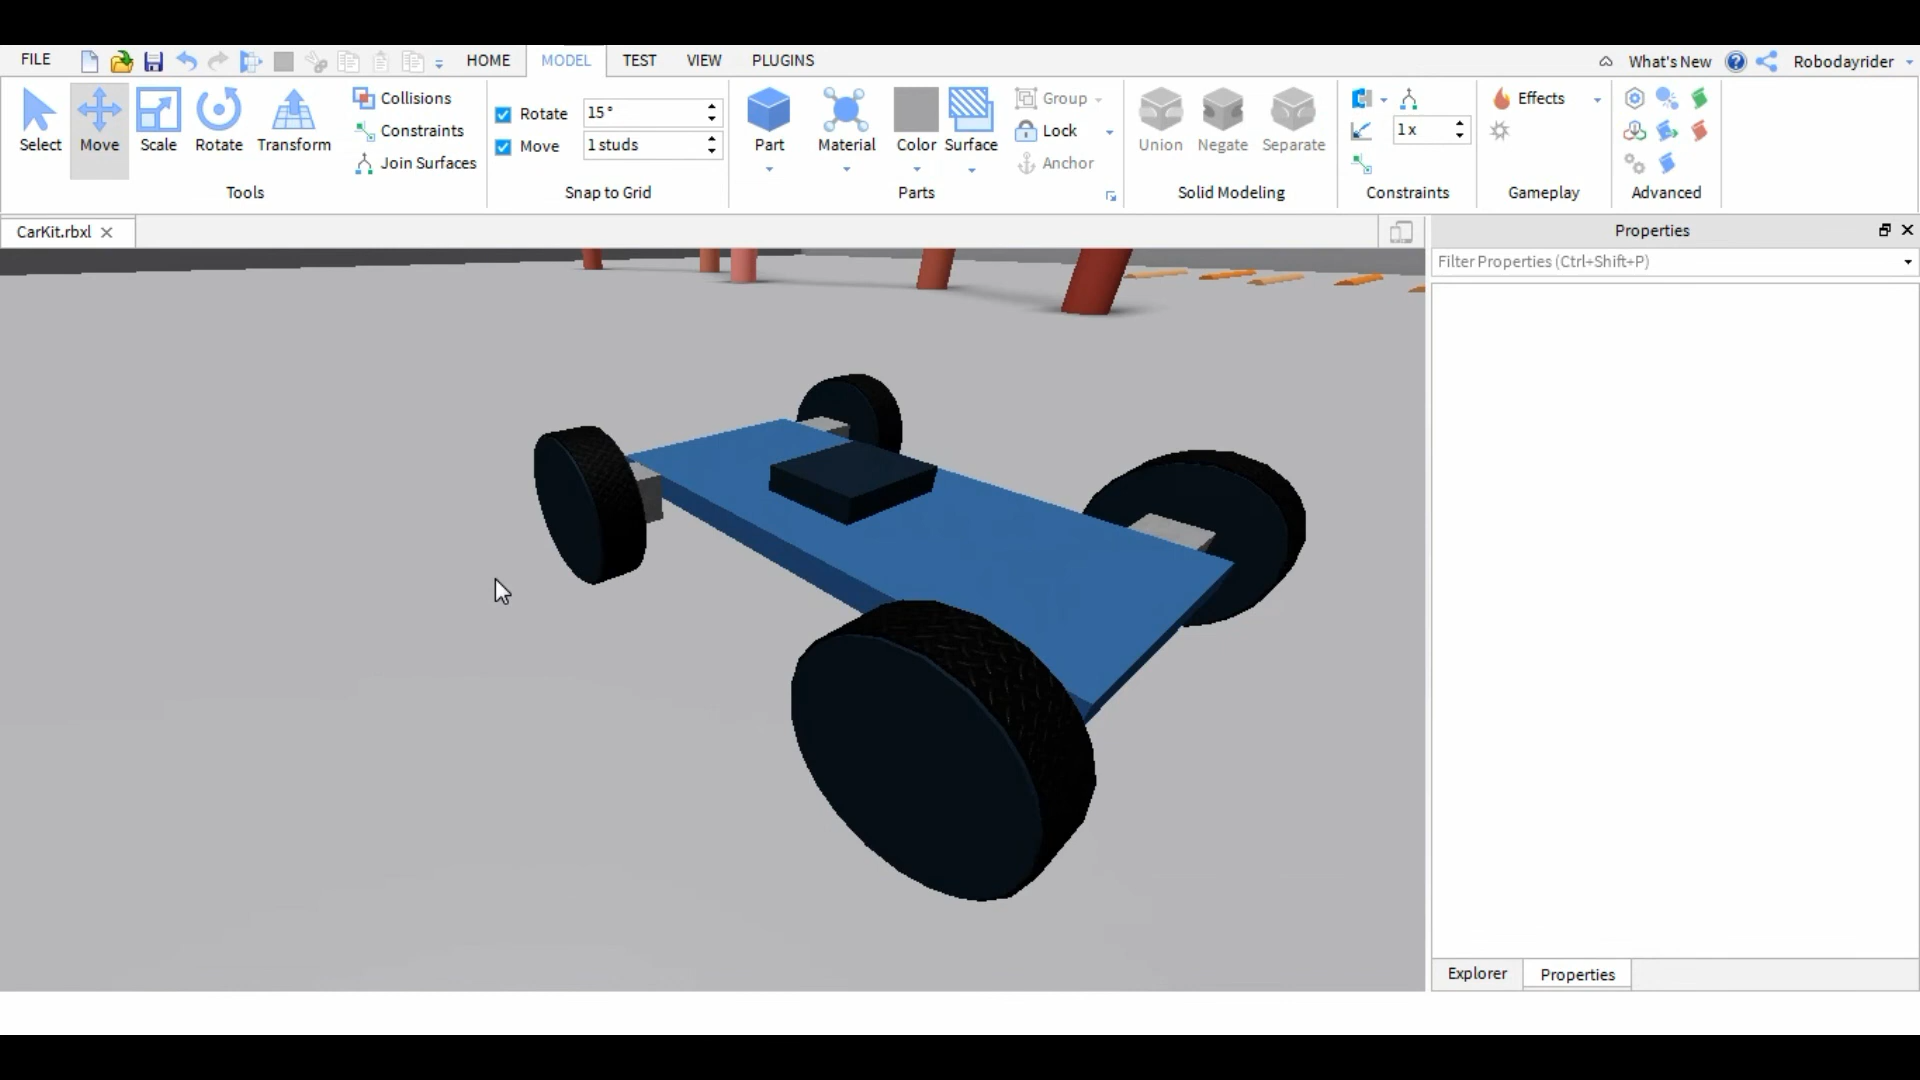 FILE HOME MODEL TEST VIEW PLUGINS What's New Robodayrider
Select Move Scale Rotate Transform
Collisions
Constraints
Join Surfaces
Tools
Rotate 15°
Move 1 studs
Snap to Grid
Part Material Color Surface
Group
Lock
Anchor
Parts
Union Negate Separate
Solid Modeling
1x
Constraints
Effects
Gameplay
Advanced
CarKit.rbxl
Properties
Filter Properties (Ctrl+Shift+P)
Explorer Properties